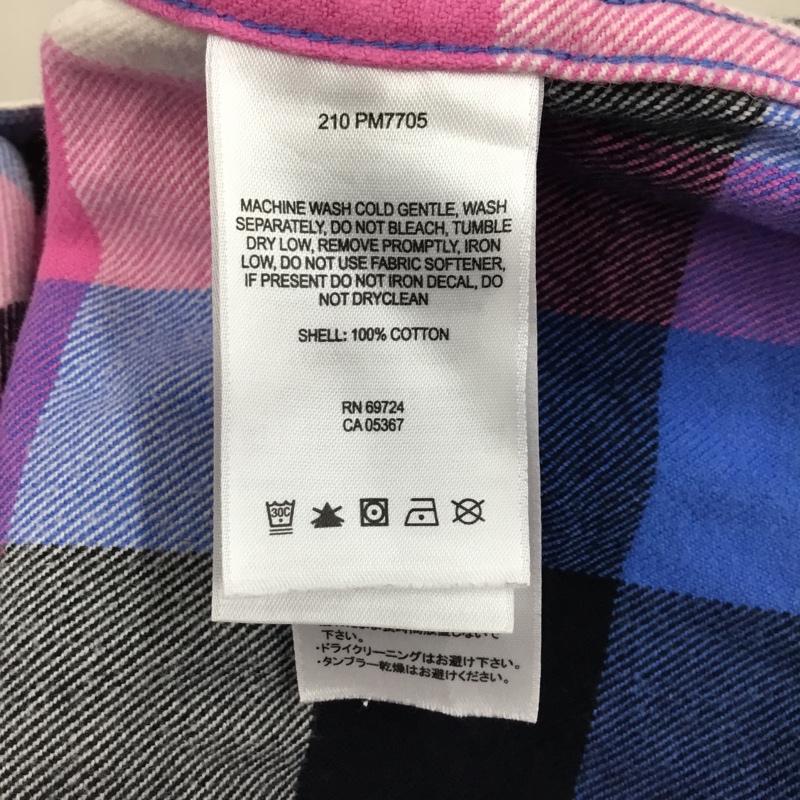 210 PM7705
MACHINE WASH COLD GENTLE, WASH
SEPARATELY, DO NOT BLEACH, TUMBLE
DRY LOW, REMOVE PROMPTLY, IRON
LOW, DO NOT USE FABRIC SOFTENER,
IF PRESENT DO NOT IRON DECAL, DO
NOT DRYCLEAN
SHELL: 100% COTTON
RN 69724
CA 05367
30C
下さい。
・ドライクリーニングはお避け下さい。
・タンブラー乾燥はお避けください。